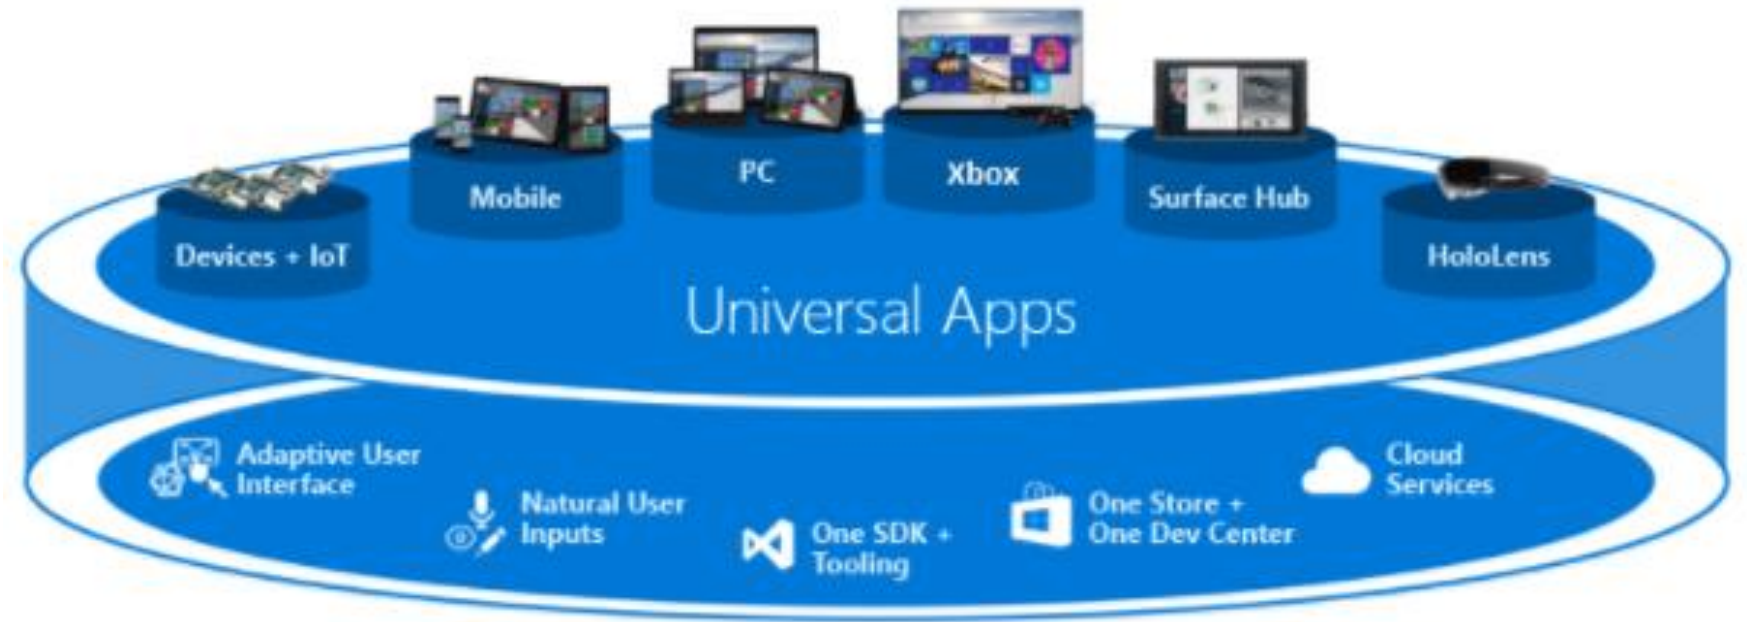 Devices + IoT
Mobile
PC
Xbox
Surface Hub
HoloLens
Universal Apps
Adaptive User
Interface
Natural User
Inputs
One SDK +
Tooling
One Store +
One Dev Center
Cloud
Services